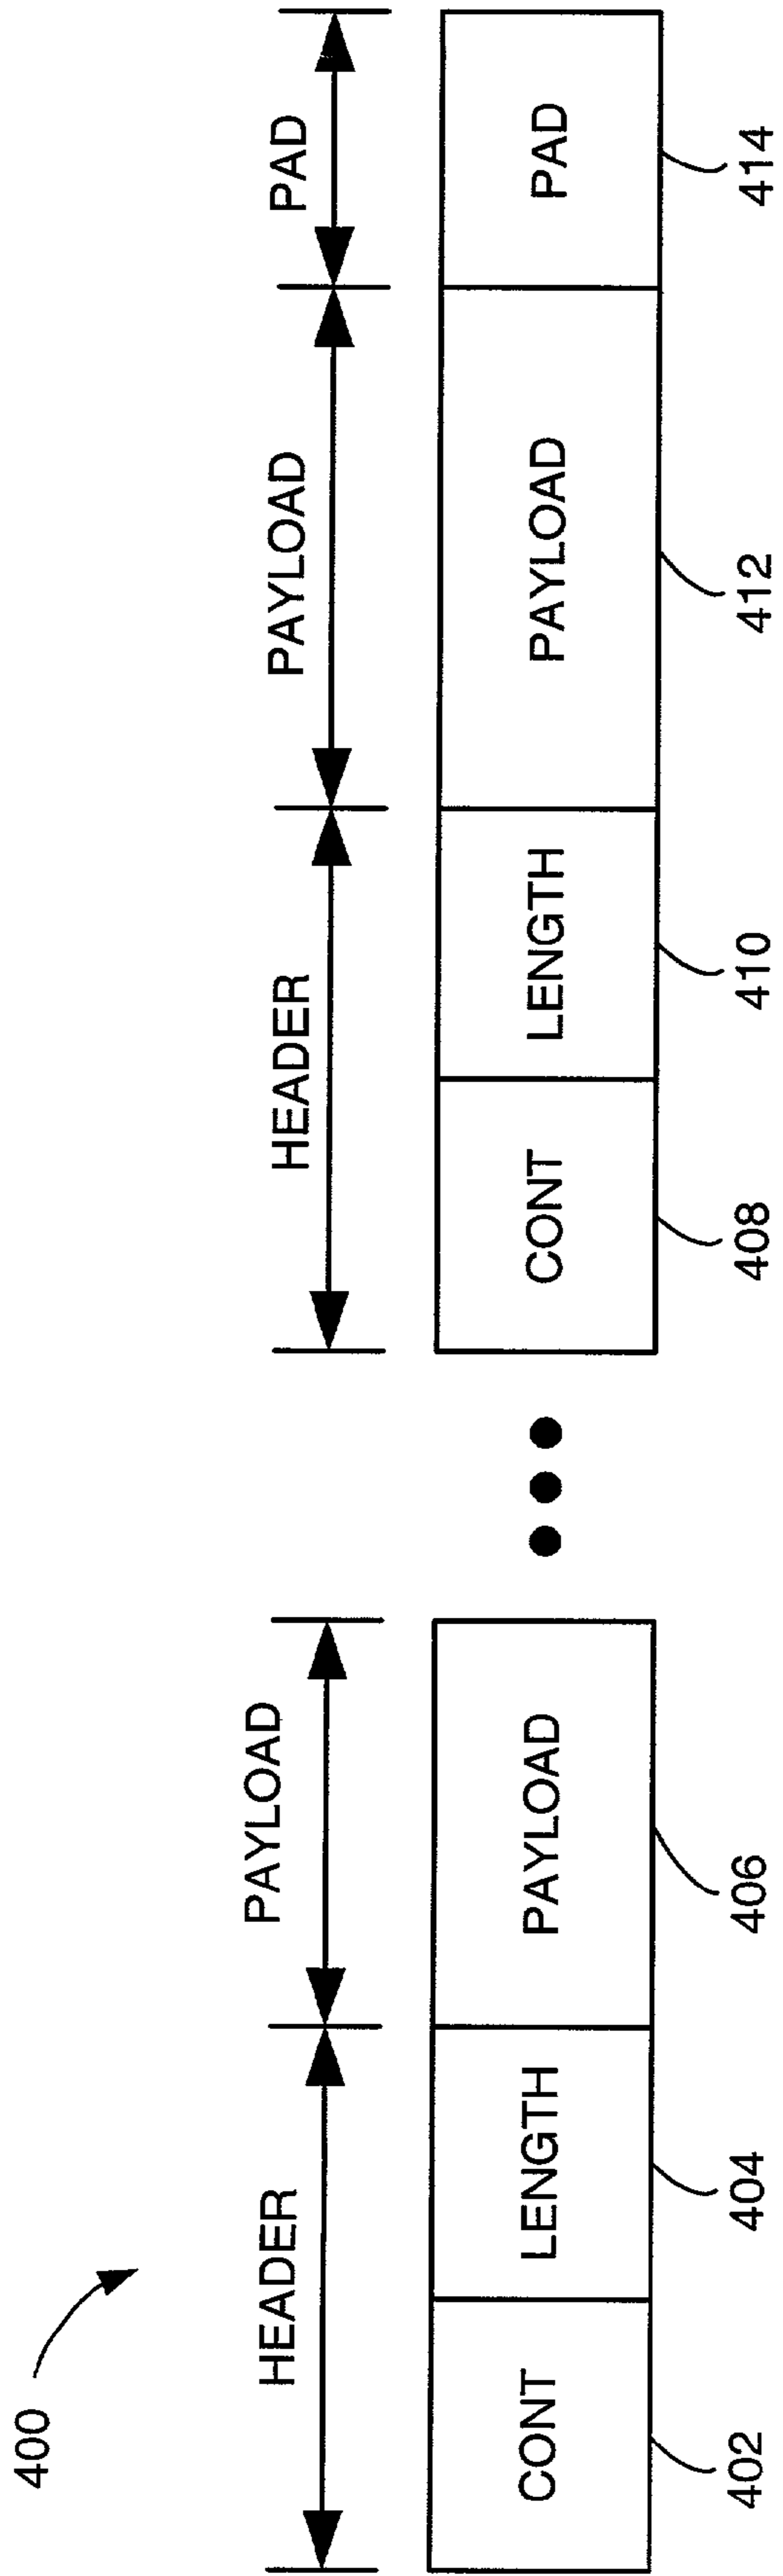 400
HEADER
PAYLOAD
HEADER
PAYLOAD
PAD
CONT
LENGTH
PAYLOAD
CONT
LENGTH
PAYLOAD
PAD
402
404
406
408
410
412
414